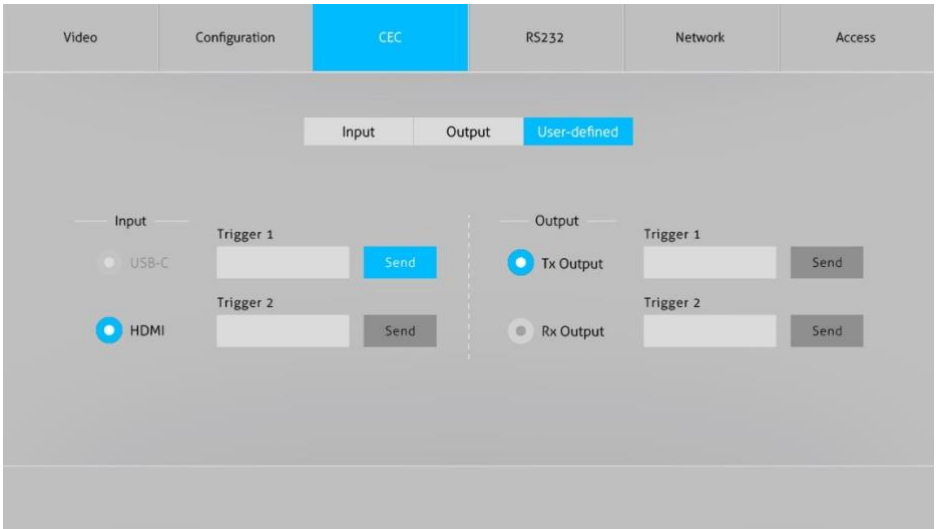 Video Configuration CEC RS232 Network Access
Input Output User-defined
Input
Trigger 1
USB-C Send
Trigger 2
HDMI Send
Output
Trigger 1
Tx Output Send
Trigger 2
Rx Output Send